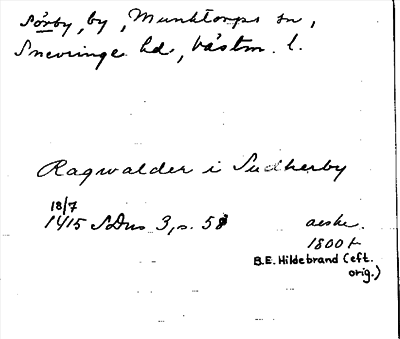 Sörby, by, Munktorps sn,
Snevringe hd, Västm. l.
Ragwalder i Sudherby
18/7
1415 SDns 3, s. 58
avskr.
1800 t
B.E. Hildebrand (eft.
orig.)